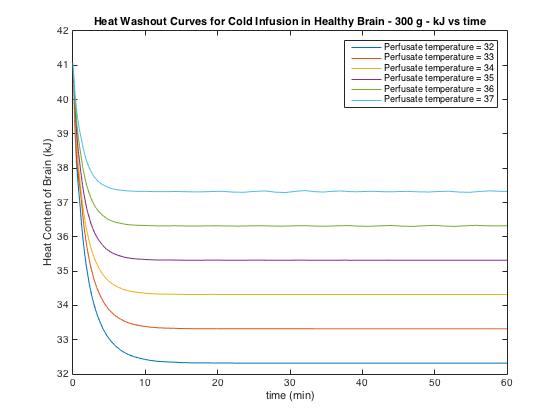 Heat Washout Curves for Cold Infusion in Healthy Brain - 300 g - kJ vs time
42
41
40
39
38
37
36
35
34
33
32
Heat Content of Brain (kJ)
Perfusate temperature = 32
Perfusate temperature = 33
Perfusate temperature = 34
Perfusate temperature = 35
Perfusate temperature = 36
Perfusate temperature = 37
0 10 20 30 40 50 60
time (min)